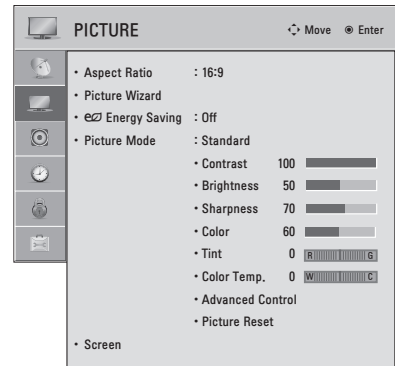 PICTURE Move Enter
• Aspect Ratio : 16:9
• Picture Wizard
• Energy Saving : Off
• Picture Mode : Standard
• Contrast 100
• Brightness 50
• Sharpness 70
• Color 60
• Tint 0 R G
• Color Temp. 0 W C
• Advanced Control
• Picture Reset
• Screen